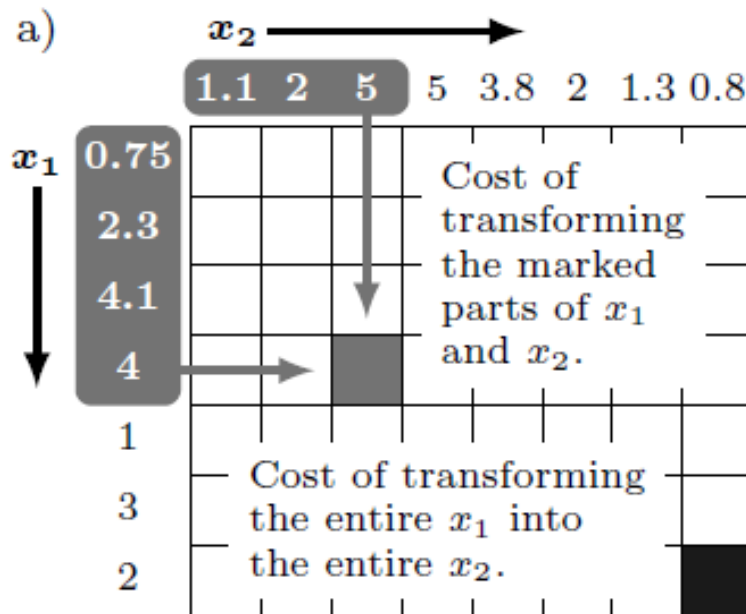 a)
x₂
1.1 2 5 5 3.8 2 1.3 0.8
x₁
0.75
2.3
4.1
4
1
3
2
Cost of
transforming
the marked
parts of x₁
and x₂.
Cost of transforming
the entire x₁ into
the entire x₂.